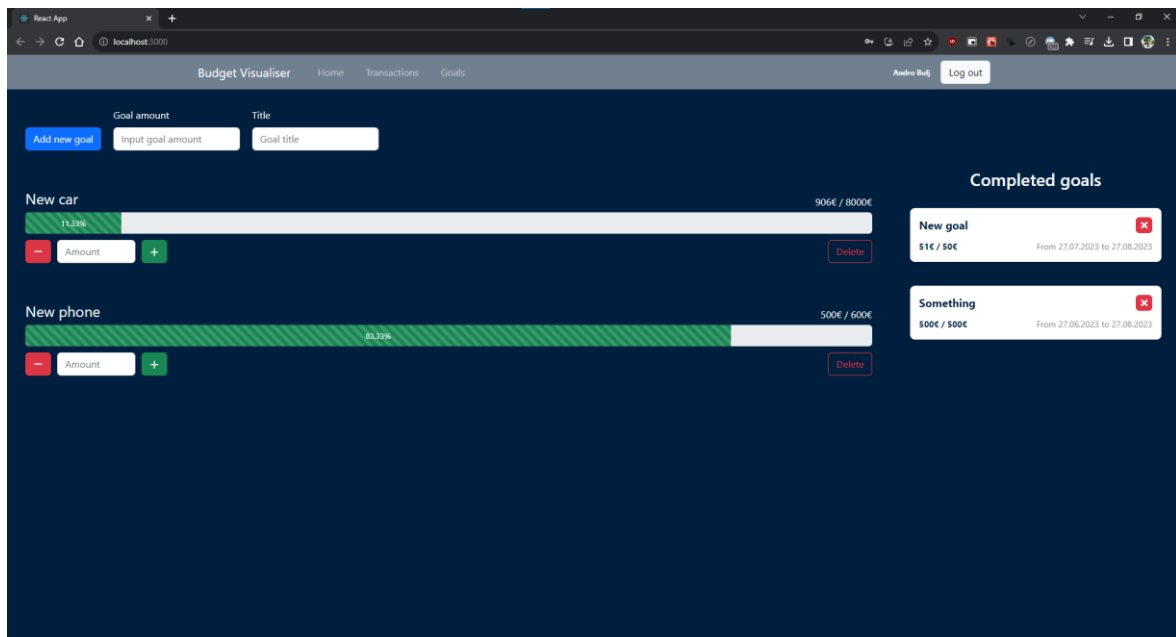 React App
localhost:3000
Budget Visualiser Home Transactions Goals Andro Bulj Log out
Goal amount Title
Add new goal Input goal amount Goal title
Completed goals
New car 906€ / 8000€
11.33%
− Amount + Delete
New goal
51€ / 50€ From 27.07.2023 to 27.08.2023
New phone 500€ / 600€
83.33%
− Amount + Delete
Something
500€ / 500€ From 27.06.2023 to 27.08.2023